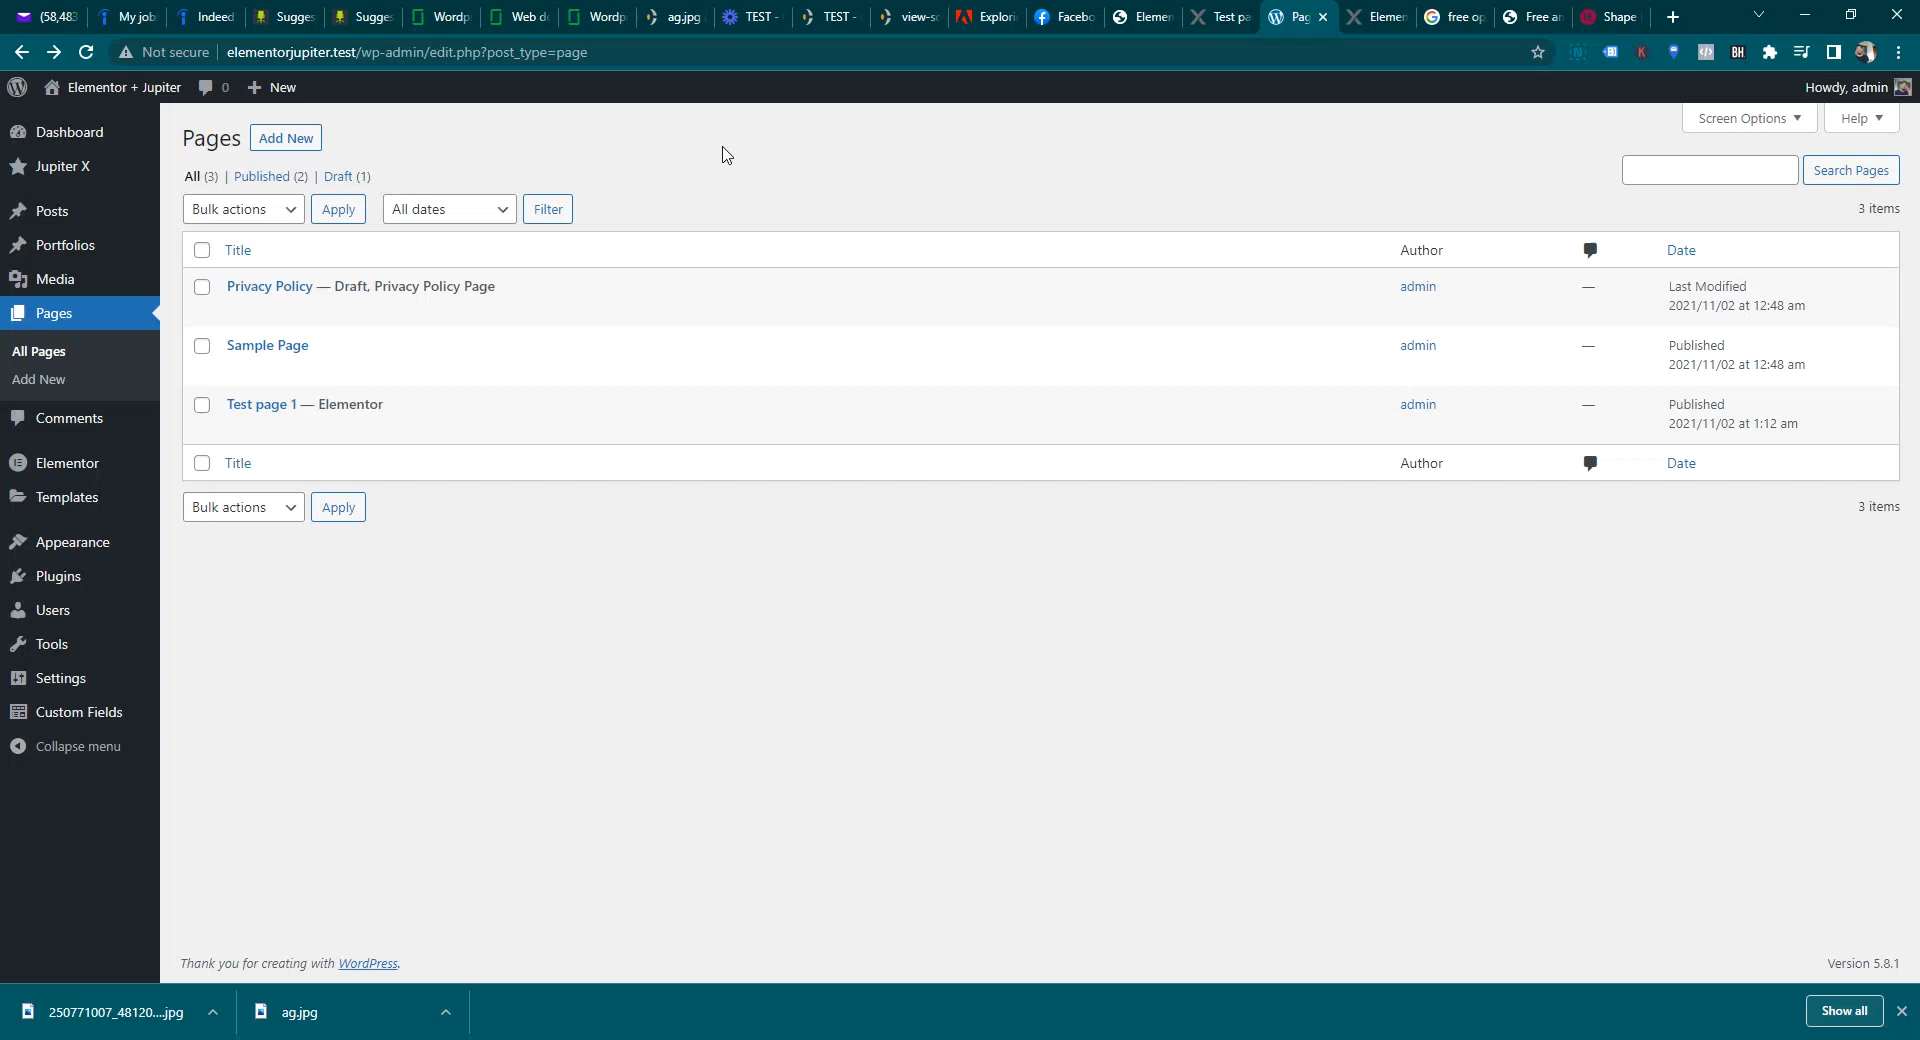 (58,483
My job
Indeed
Sugges
Sugges
Wordp
Web d
Wordp
ag.jpg
TEST -
TEST -
view-so
Explori
Facebo
Elemen
Test pa
Pag
Elemen
free op
Free an
Shape
Not secure
elementorjupiter.test/wp-admin/edit.php?post_type=page
BH
Elementor + Jupiter
0
New
Howdy, admin
Dashboard
Jupiter X
Posts
Portfolios
Media
Pages
All Pages
Add New
Comments
Elementor
Templates
Appearance
Plugins
Users
Tools
Settings
Custom Fields
Collapse menu
Screen Options
Help
Pages
Add New
All (3) | Published (2) | Draft (1)
Search Pages
Bulk actions
Apply
All dates
Filter
3 items
Title
Author
Date
Privacy Policy — Draft, Privacy Policy Page
admin
—
Last Modified
2021/11/02 at 12:48 am
Sample Page
admin
—
Published
2021/11/02 at 12:48 am
Test page 1 — Elementor
admin
—
Published
2021/11/02 at 1:12 am
Title
Author
Date
Bulk actions
Apply
3 items
Thank you for creating with WordPress.
Version 5.8.1
250771007_48120....jpg
ag.jpg
Show all